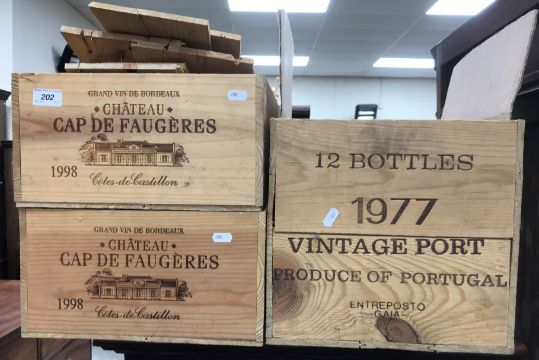 202
GRAND VIN DE BORDEAUX
• CHÂTEAU •
CAP DE FAUGÈRES
1998
Côtes-de-Castillon
GRAND VIN DE BORDEAUX
• CHÂTEAU •
CAP DE FAUGÈRES
1998
Côtes-de-Castillon
12 BOTTLES
1977
VINTAGE PORT
PRODUCE OF PORTUGAL
ENTREPOSTO
GAIA